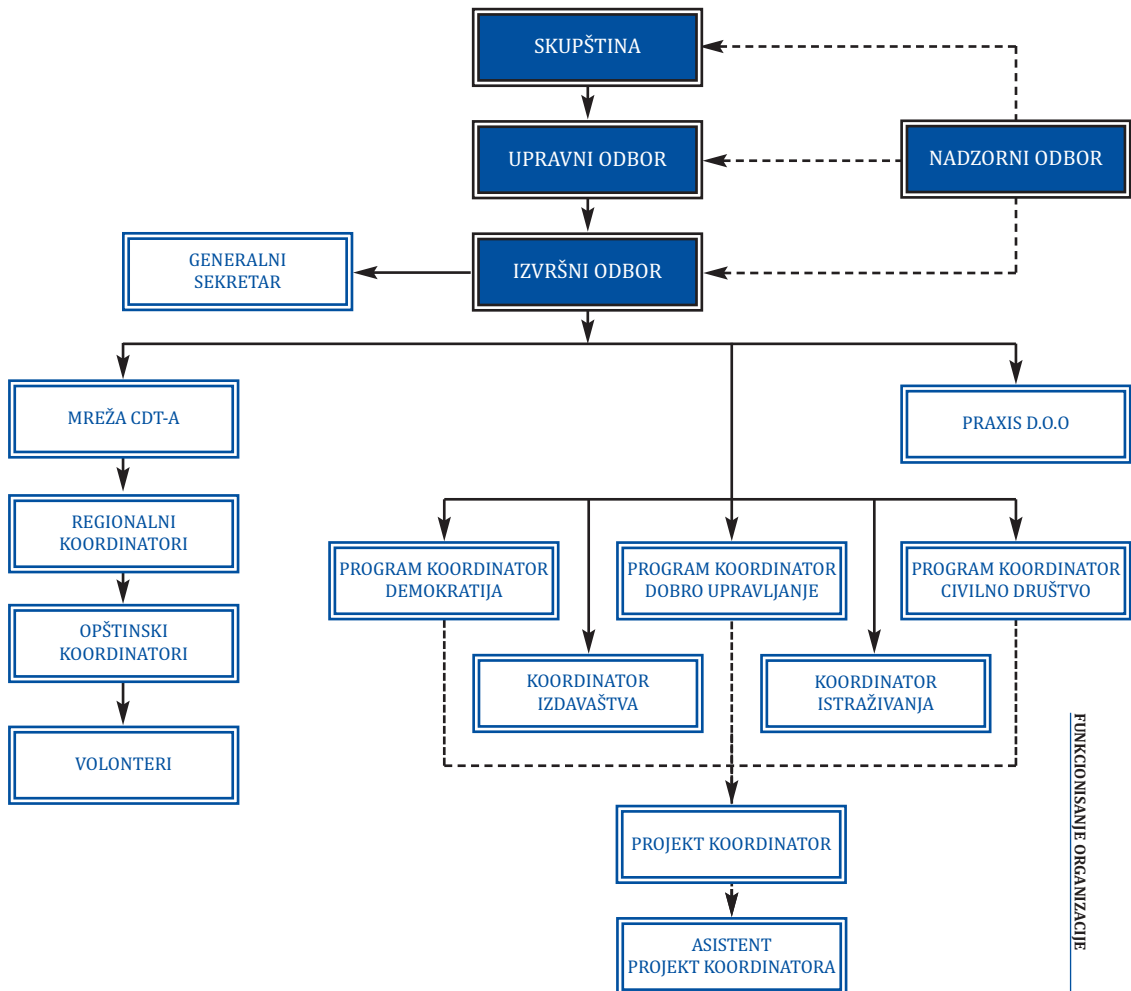 SKUPŠTINA
UPRAVNI ODBOR
NADZORNI ODBOR
GENERALNI
SEKRETAR
IZVRŠNI ODBOR
MREŽA CDT-A
PRAXIS D.O.O
REGIONALNI
KOORDINATORI
PROGRAM KOORDINATOR
DEMOKRATIJA
PROGRAM KOORDINATOR
DOBRO UPRAVLJANJE
PROGRAM KOORDINATOR
CIVILNO DRUŠTVO
OPŠTINSKI
KOORDINATORI
KOORDINATOR
IZDAVAŠTVA
KOORDINATOR
ISTRAŽIVANJA
VOLONTERI
PROJEKT KOORDINATOR
ASISTENT
PROJEKT KOORDINATORA
FUNKCIONISANJE ORGANIZACIJE